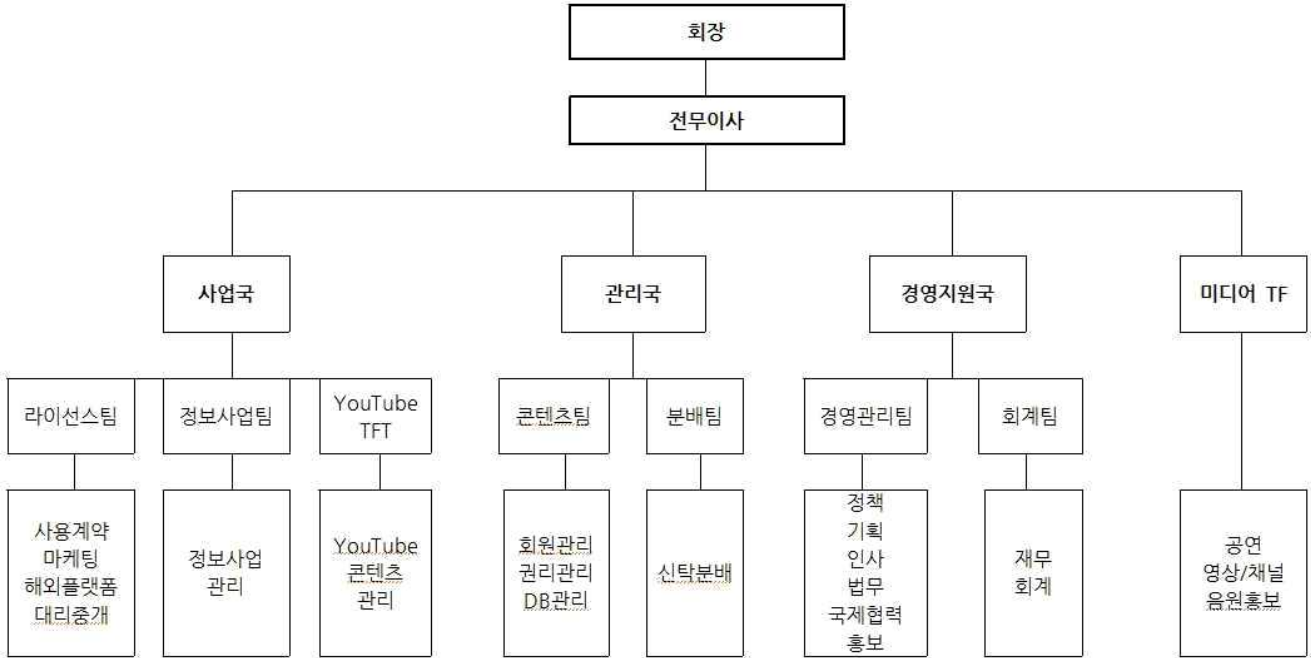 회장
전무이사
사업국
관리국
경영지원국
미디어 TF
라이선스팀
정보사업팀
YouTube
TFT
콘텐츠팀
분배팀
경영관리팀
회계팀
사용계약
마케팅
해외플랫폼
대리중개
정보사업
관리
YouTube
콘텐츠
관리
회원관리
권리관리
DB관리
신탁분배
정책
기획
인사
법무
국제협력
홍보
재무
회계
공연
영상/채널
음원홍보